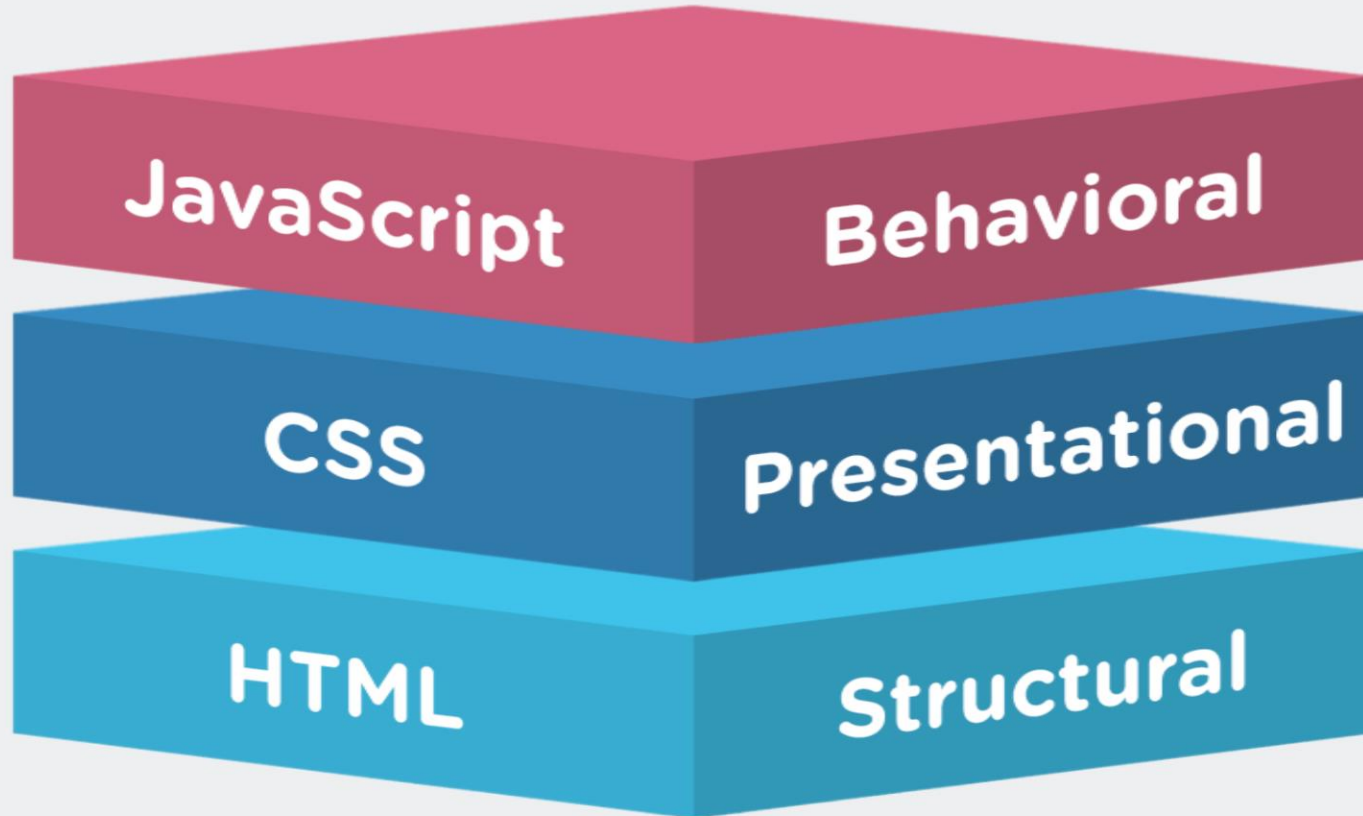 JavaScript
Behavioral
CSS
Presentational
HTML
Structural